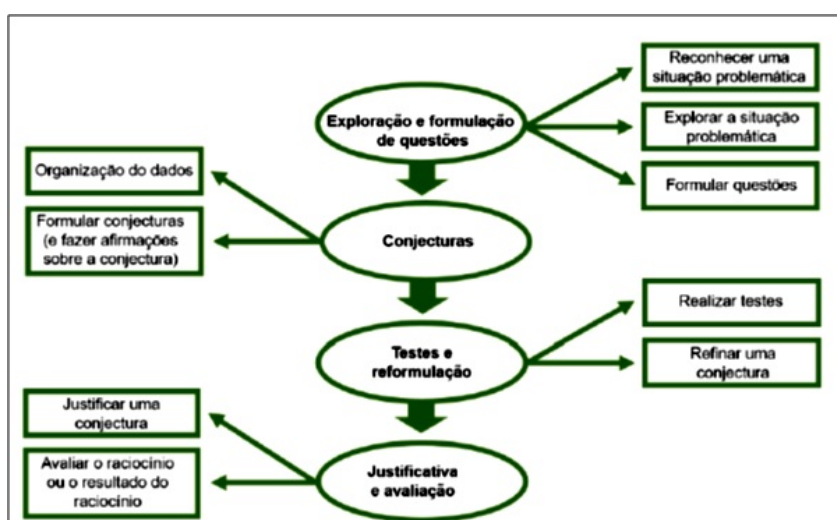 Exploração e formulação
de questões
Reconhecer uma
situação problemática
Explorar a situação
problemática
Formular questões
Conjecturas
Organização do dados
Formular conjecturas
(e fazer afirmações
sobre a conjectura)
Testes e
reformulação
Realizar testes
Refinar uma
conjectura
Justificativa
e avaliação
Justificar uma
conjectura
Avaliar o raciocínio
ou o resultado do
raciocínio